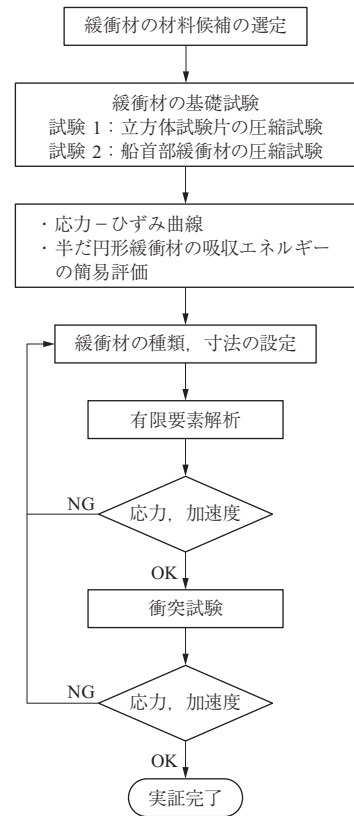 緩衝材の材料候補の選定
緩衝材の基礎試験
試験 1：立方体試験片の圧縮試験
試験 2：船首部緩衝材の圧縮試験
・応力－ひずみ曲線
・半だ円形緩衝材の吸収エネルギー
の簡易評価
緩衝材の種類，寸法の設定
有限要素解析
NG
応力，加速度
OK
衝突試験
NG
応力，加速度
OK
実証完了